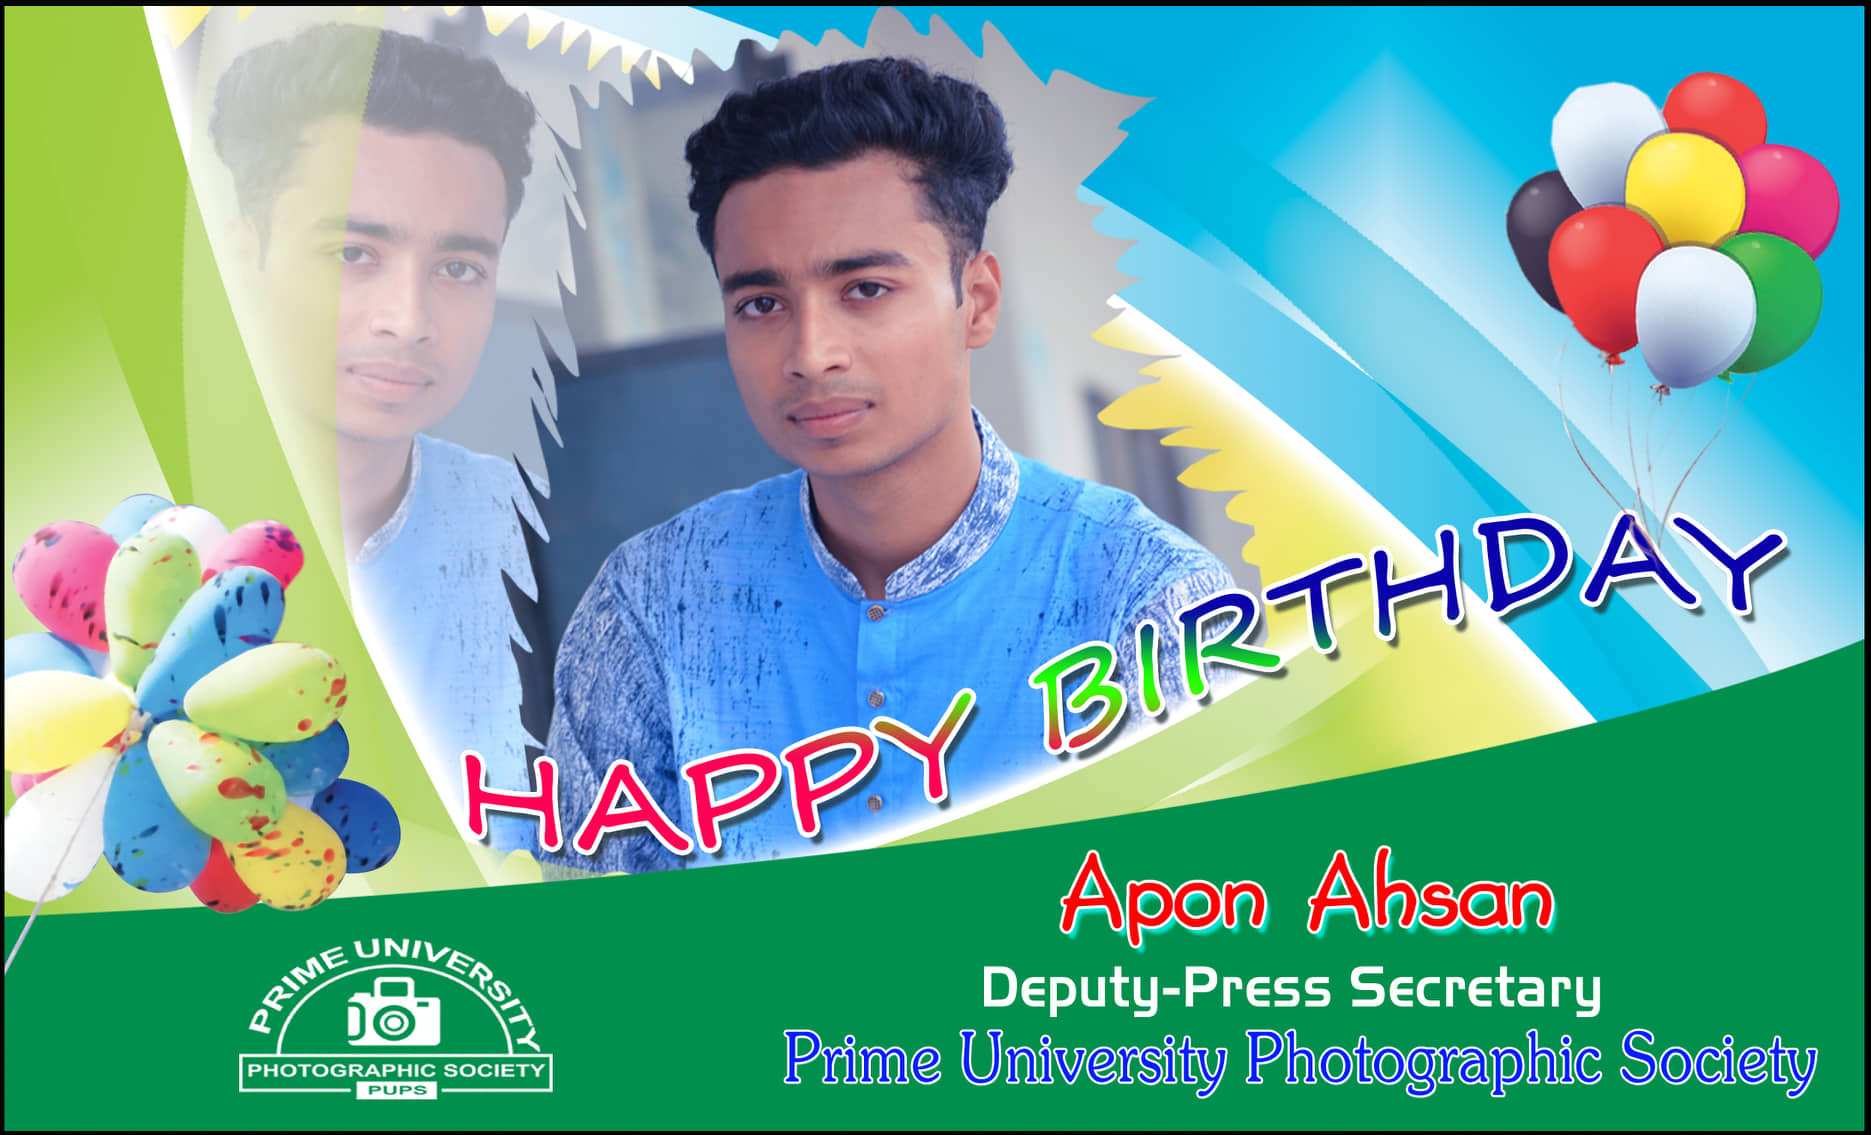 HAPPY BIRTHDAY
Apon Ahsan
Deputy-Press Secretary
Prime University Photographic Society
PRIME UNIVERSITY
PHOTOGRAPHIC SOCIETY
PUPS